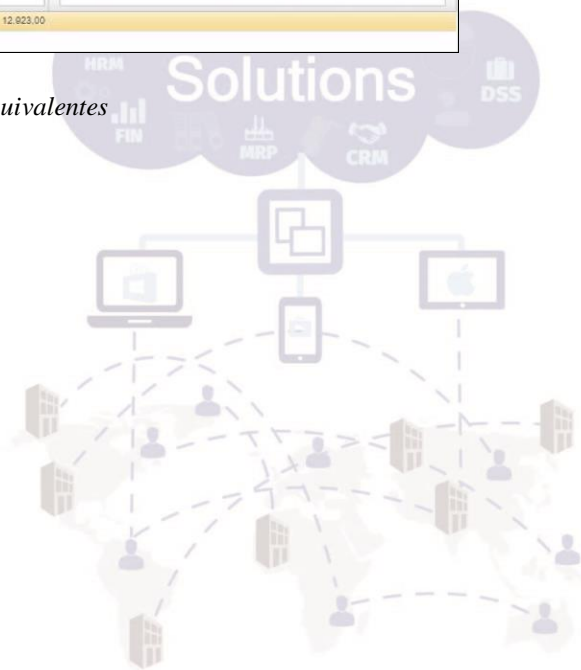 12.923.00
uivalentes
Solutions
HRM
DSS
FIN
MRP
CRM